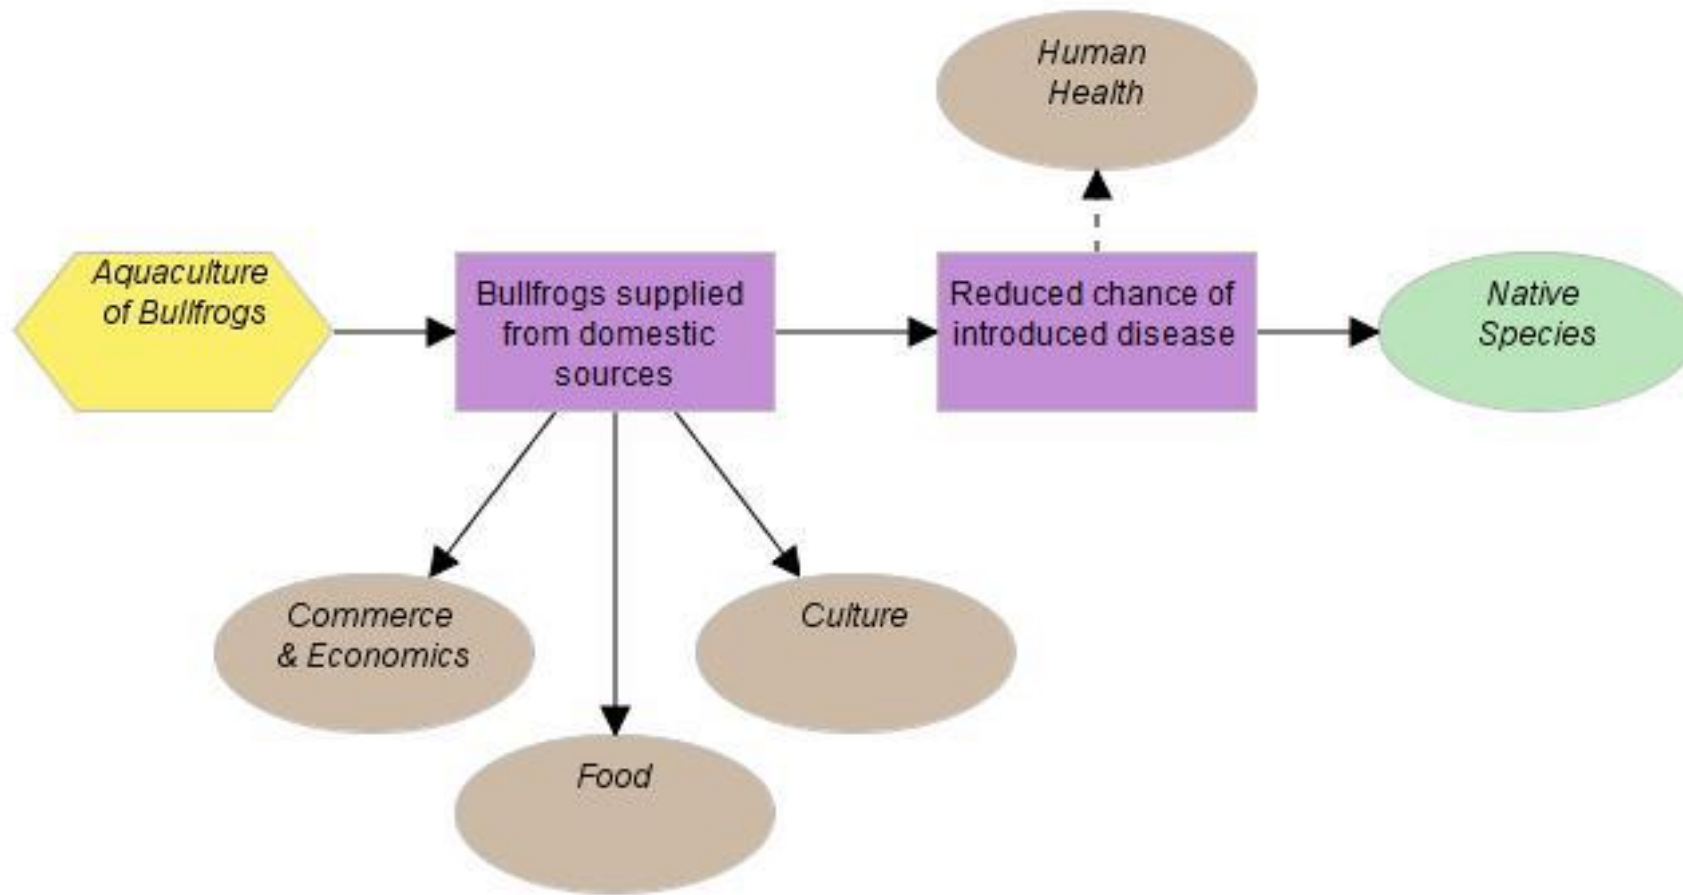 Human
Health
Aquaculture
of Bullfrogs
Bullfrogs supplied
from domestic
sources
Reduced chance of
introduced disease
Native
Species
Commerce
& Economics
Culture
Food